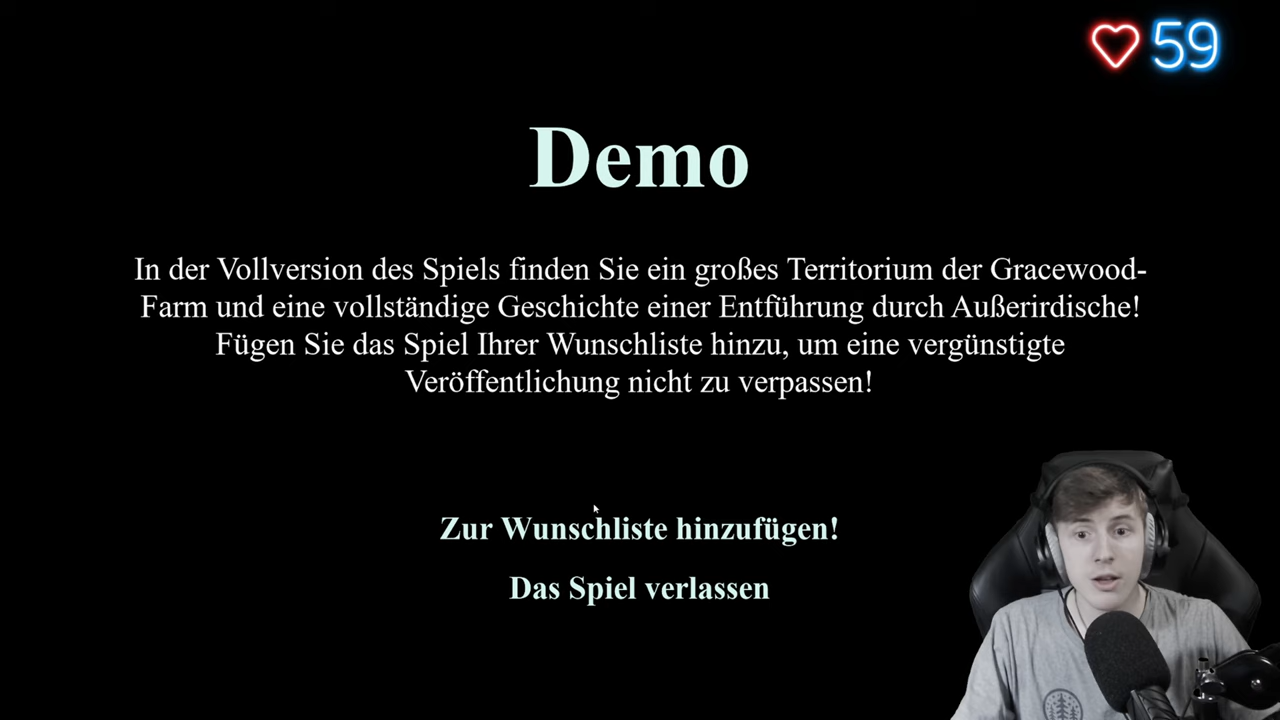 59
Demo
In der Vollversion des Spiels finden Sie ein großes Territorium der Gracewood-
Farm und eine vollständige Geschichte einer Entführung durch Außerirdische!
Fügen Sie das Spiel Ihrer Wunschliste hinzu, um eine vergünstigte
Veröffentlichung nicht zu verpassen!
Zur Wunschliste hinzufügen!
Das Spiel verlassen